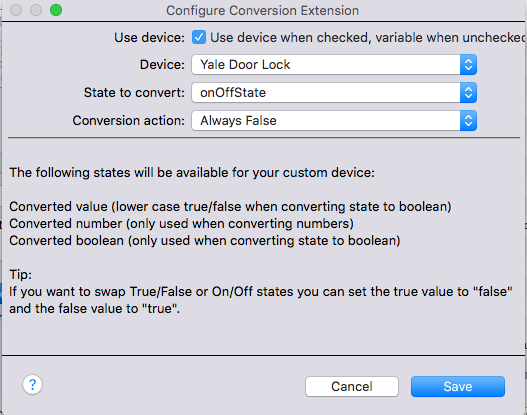 Configure Conversion Extension
Use device: Use device when checked, variable when unchecked
Device: Yale Door Lock
State to convert: onOffState
Conversion action: Always False
The following states will be available for your custom device:
Converted value (lower case true/false when converting state to boolean)
Converted number (only used when converting numbers)
Converted boolean (only used when converting state to boolean)
Tip:
If you want to swap True/False or On/Off states you can set the true value to "false"
and the false value to "true".
? Cancel Save